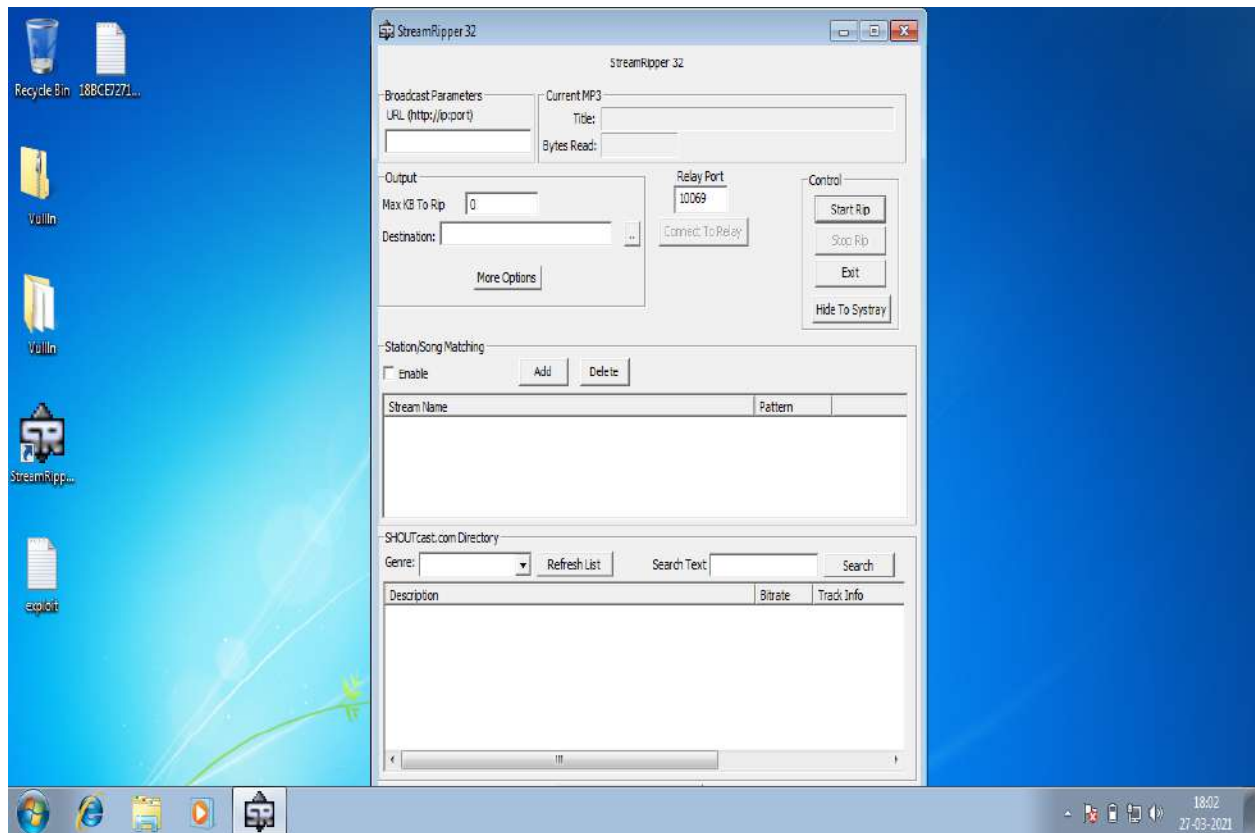 Recycle Bin
18BCE7271...
Vulln
Vulln
StreamRipp...
exploit
StreamRipper 32
StreamRipper 32
Broadcast Parameters
URL (http://ip:port)
Current MP3
Title:
Bytes Read:
Output
Max KB To Rip
0
Destination:
..
More Options
Relay Port
10069
Connect To Relay
Control
Start Rip
Stop Rip
Exit
Hide To Systray
Station/Song Matching
Enable
Add
Delete
Stream Name
Pattern
SHOUTcast.com Directory
Genre:
Refresh List
Search Text
Search
Description
Bitrate
Track Info
18:02
27-03-2021